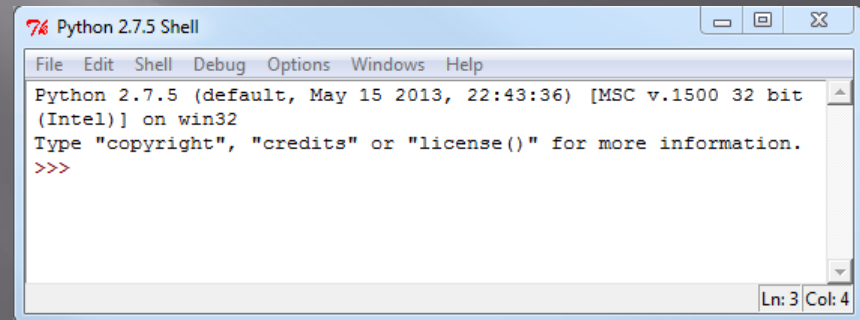 Python 2.7.5 Shell
File Edit Shell Debug Options Windows Help
Python 2.7.5 (default, May 15 2013, 22:43:36) [MSC v.1500 32 bit
(Intel)] on win32
Type "copyright", "credits" or "license()" for more information.
>>>
Ln: 3 Col: 4